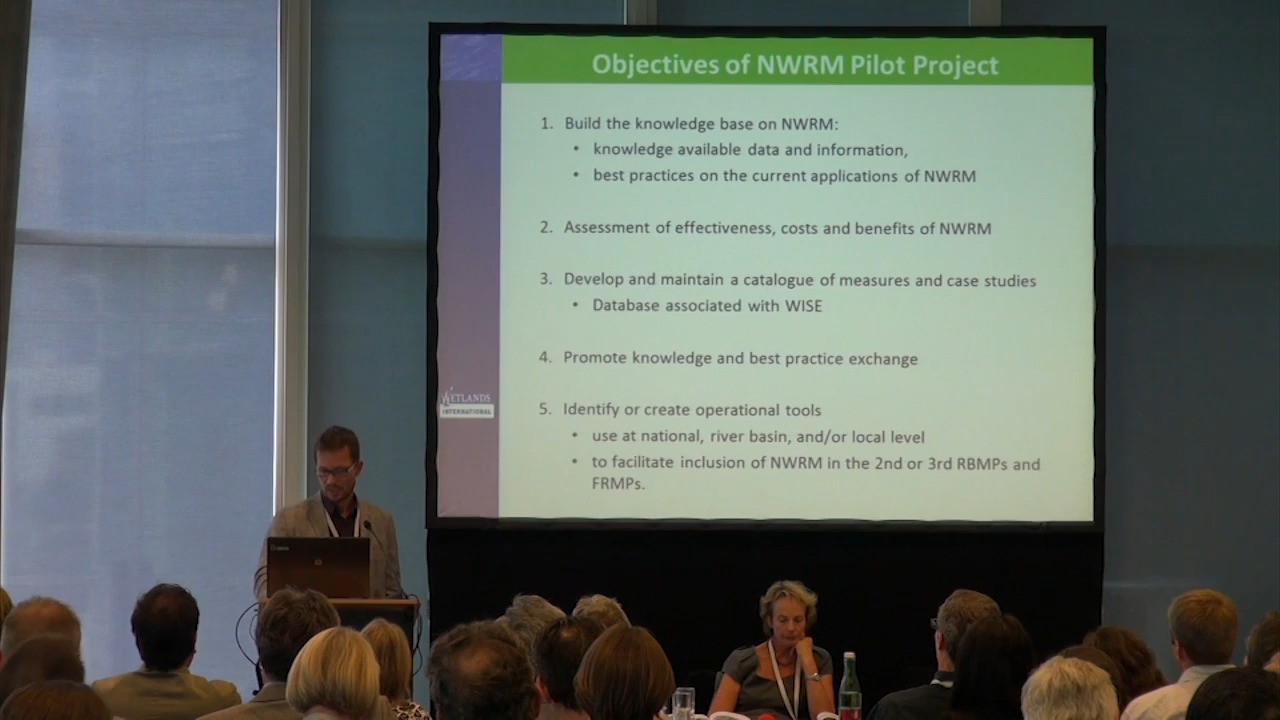 Objectives of NWRM Pilot Project
1. Build the knowledge base on NWRM:
• knowledge available data and information,
• best practices on the current applications of NWRM
2. Assessment of effectiveness, costs and benefits of NWRM
3. Develop and maintain a catalogue of measures and case studies
• Database associated with WISE
4. Promote knowledge and best practice exchange
5. Identify or create operational tools
• use at national, river basin, and/or local level
• to facilitate inclusion of NWRM in the 2nd or 3rd RBMPs and
FRMPs.
WETLANDS
INTERNATIONAL